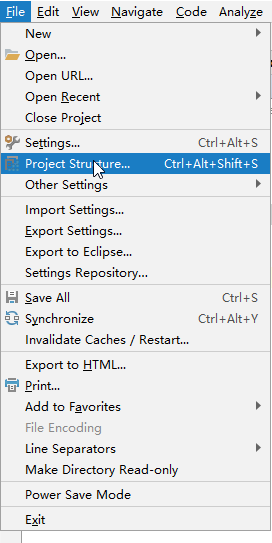 File Edit View Navigate Code Analyze
New
Open...
Open URL...
Open Recent
Close Project
Settings... Ctrl+Alt+S
Project Structure... Ctrl+Alt+Shift+S
Other Settings
Import Settings...
Export Settings...
Export to Eclipse...
Settings Repository...
Save All Ctrl+S
Synchronize Ctrl+Alt+Y
Invalidate Caches / Restart...
Export to HTML...
Print...
Add to Favorites
File Encoding
Line Separators
Make Directory Read-only
Power Save Mode
Exit